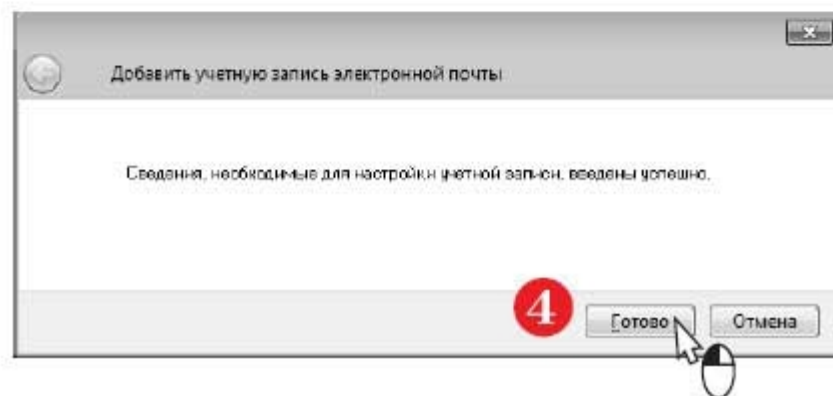 Добавить учетную запись электронной почты
Сведения, необходимые для настройки учетной записи, введены успешно.
4
Готово
Отмена